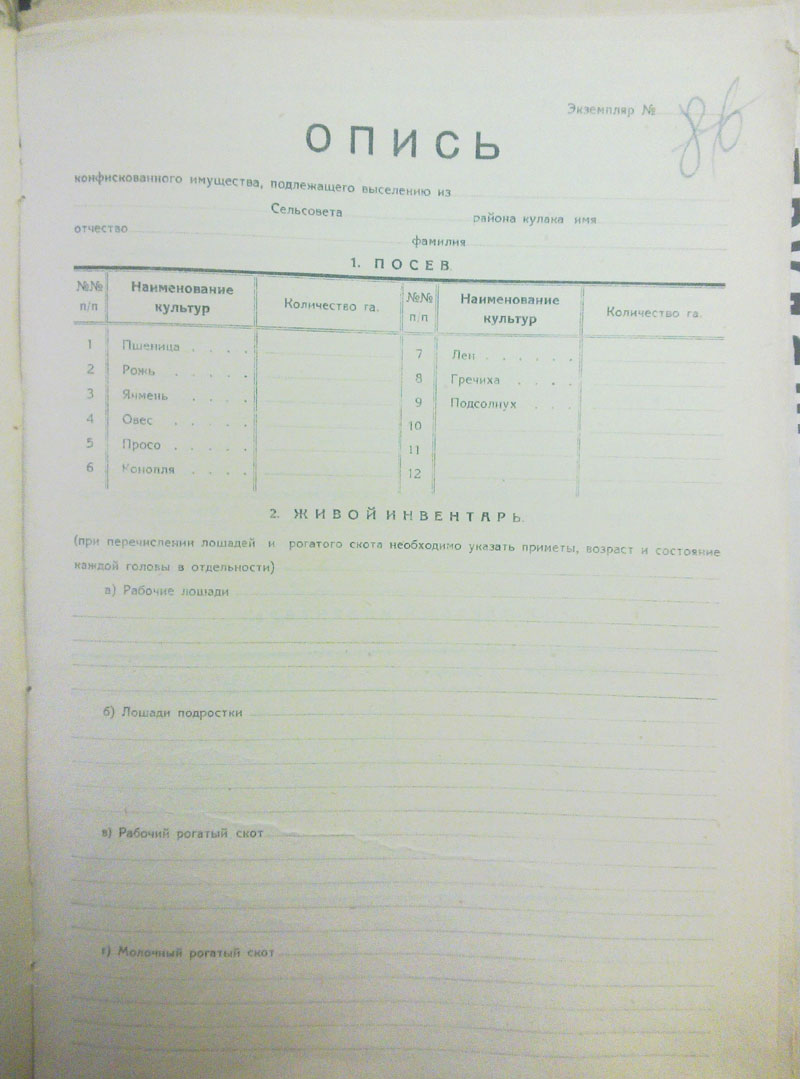 Экземпляр №
86
ОПИСЬ
конфискованного имущества, подлежащего выселению из
Сельсовета района кулака имя
отчество фамилия
1. ПОСЕВ
№№ п/п Наименование культур Количество га. №№ п/п Наименование культур Количество га.
1 Пшеница . . . . 7 Лен . . . . . .
2 Рожь . . . . . 8 Гречиха . . . .
3 Ячмень . . . . 9 Подсолнух . . .
4 Овес . . . . . 10
5 Просо . . . . . 11
6 Конопля . . . . 12
2. ЖИВОЙ ИНВЕНТАРЬ.
(при перечислении лошадей и рогатого скота необходимо указать приметы, возраст и состояние
каждой головы в отдельности)
а) Рабочие лошади
б) Лошади подростки
в) Рабочий рогатый скот
г) Молочный рогатый скот